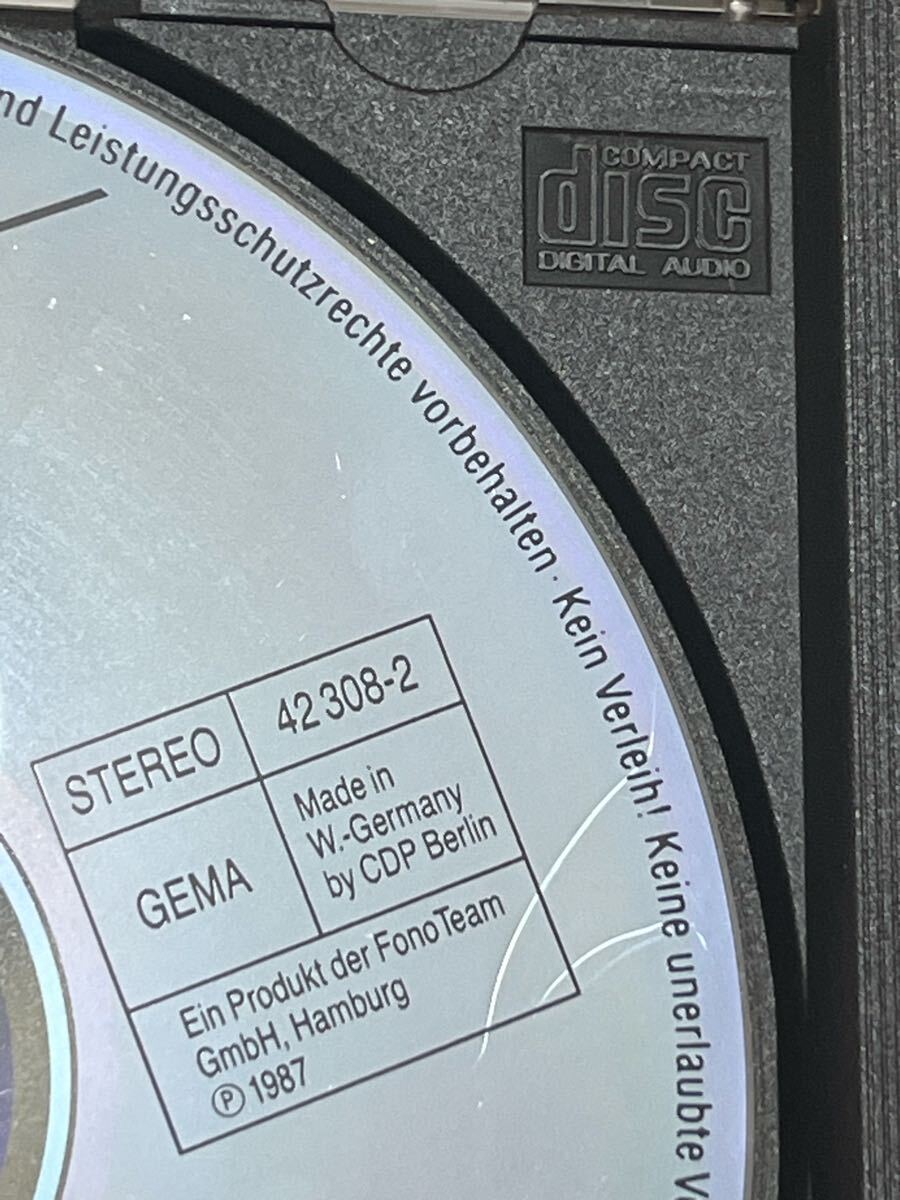 COMPACT
disc
DIGITAL AUDIO
nd Leistungsschutzrechte vorbehalten · Kein Verleih! Keine unerlaubte
STEREO
42 308-2
GEMA
Made in
W.-Germany
by CDP Berlin
Ein Produkt der FonoTeam
GmbH, Hamburg
Ⓟ 1987